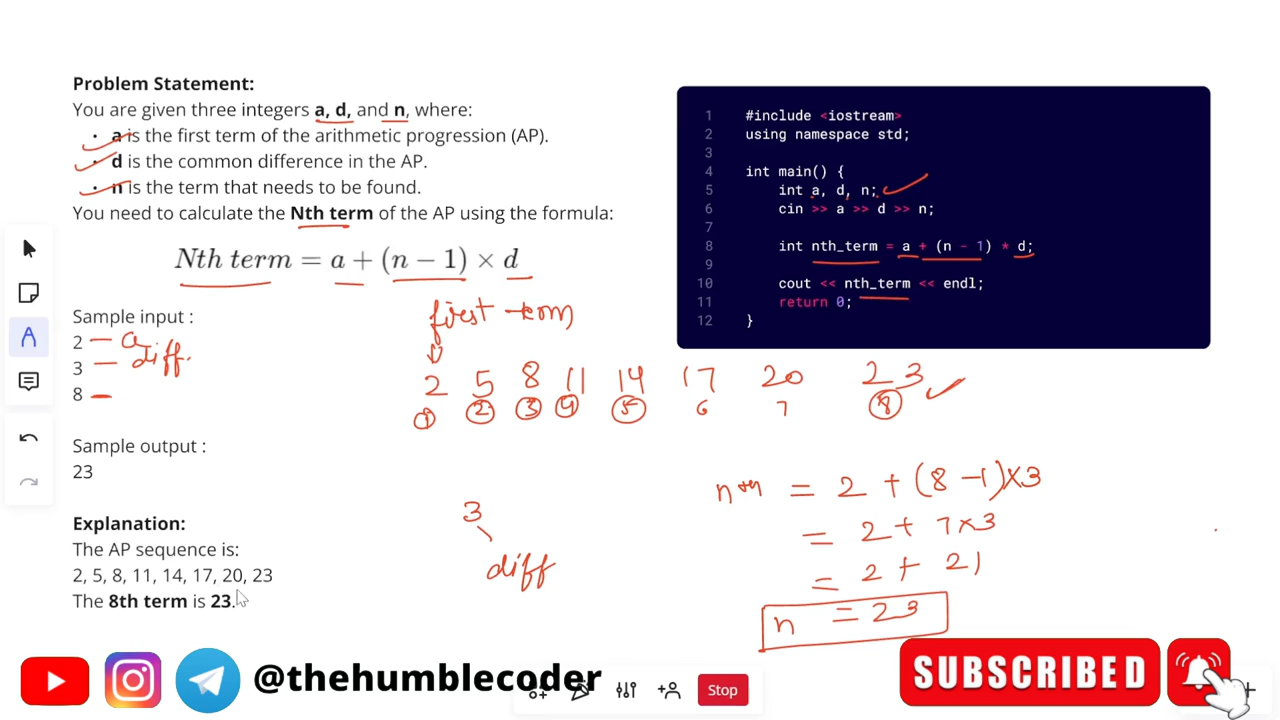 Problem Statement:
You are given three integers a, d, and n, where:
· a is the first term of the arithmetic progression (AP).
· d is the common difference in the AP.
· n is the term that needs to be found.
You need to calculate the Nth term of the AP using the formula:
Nth term = a + (n − 1) × d
Sample input :
2 — a
3 — diff.
8 —
Sample output :
23
Explanation:
The AP sequence is:
2, 5, 8, 11, 14, 17, 20, 23
The 8th term is 23.
1 #include <iostream>
2 using namespace std;
3
4 int main() {
5 int a, d, n;
6 cin >> a >> d >> n;
7
8 int nth_term = a + (n - 1) * d;
9
10 cout << nth_term << endl;
11 return 0;
12 }
first term
2 5 8 11 14 17 20 23
1 2 3 4 5 6 7 8
3
diff
nth = 2 + (8 - 1) × 3
= 2 + 7 × 3
= 2 + 21
n = 23
@thehumblecoder
Stop
SUBSCRIBED